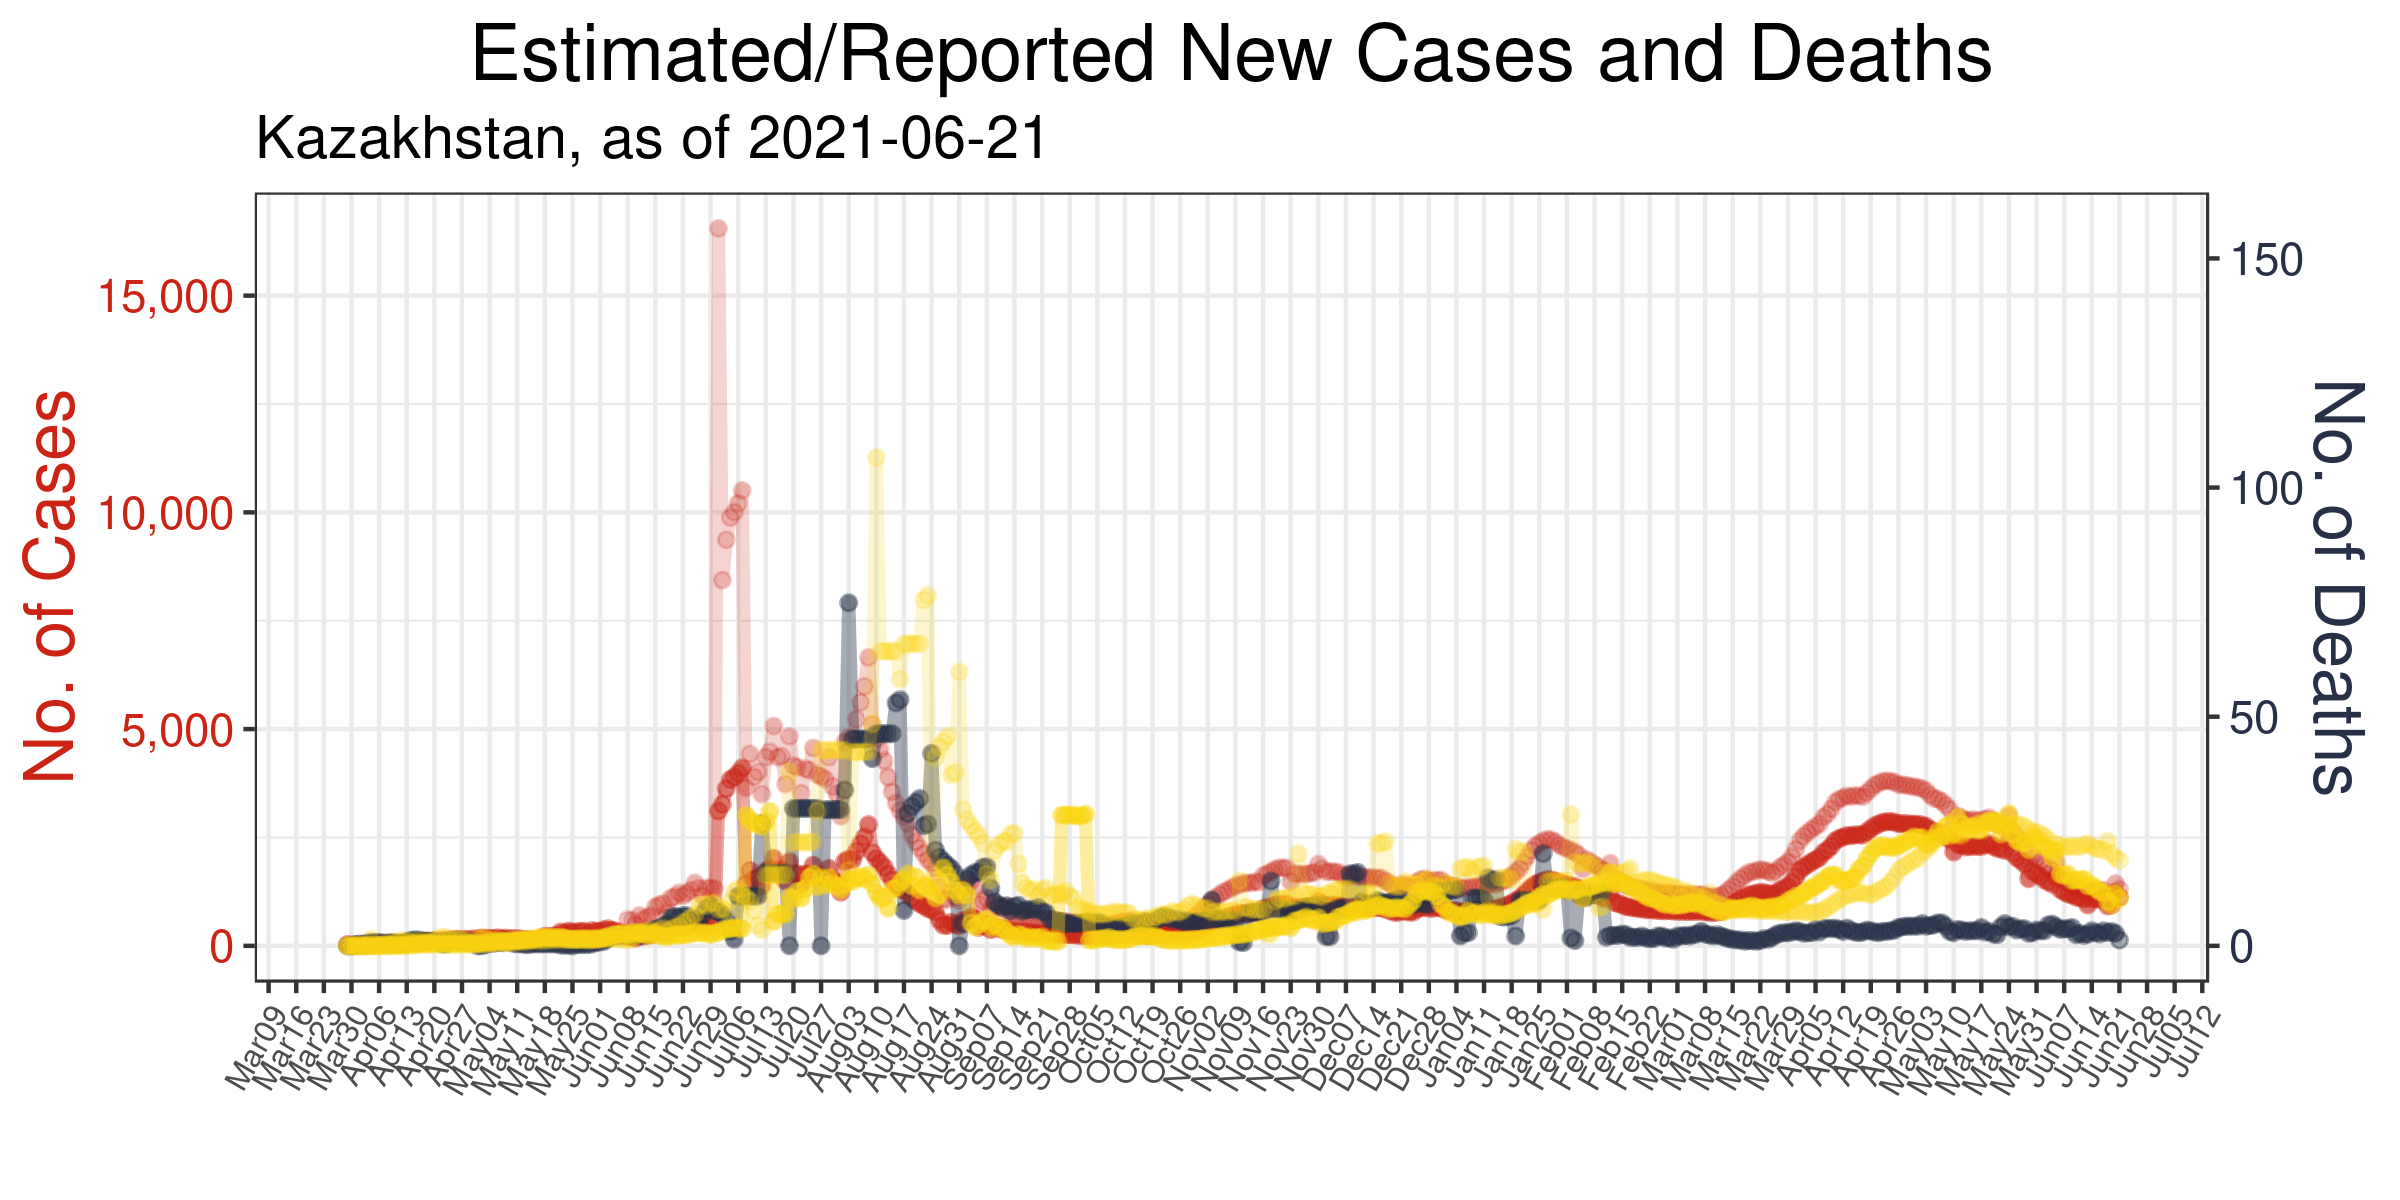 Estimated/Reported New Cases and Deaths
Kazakhstan, as of 2021-06-21
No. of Cases
15,000
10,000
5,000
0
150
100
50
0
No. of Deaths
Mar09
Mar16
Mar23
Mar30
Apr06
Apr13
Apr20
Apr27
May04
May11
May18
May25
Jun01
Jun08
Jun15
Jun22
Jun29
Jul06
Jul13
Jul20
Jul27
Aug03
Aug10
Aug17
Aug24
Aug31
Sep07
Sep14
Sep21
Sep28
Oct05
Oct12
Oct19
Oct26
Nov02
Nov09
Nov16
Nov23
Nov30
Dec07
Dec14
Dec21
Dec28
Jan04
Jan11
Jan18
Jan25
Feb01
Feb08
Feb15
Feb22
Mar01
Mar08
Mar15
Mar22
Mar29
Apr05
Apr12
Apr19
Apr26
May03
May10
May17
May24
May31
Jun07
Jun14
Jun21
Jun28
Jul05
Jul12